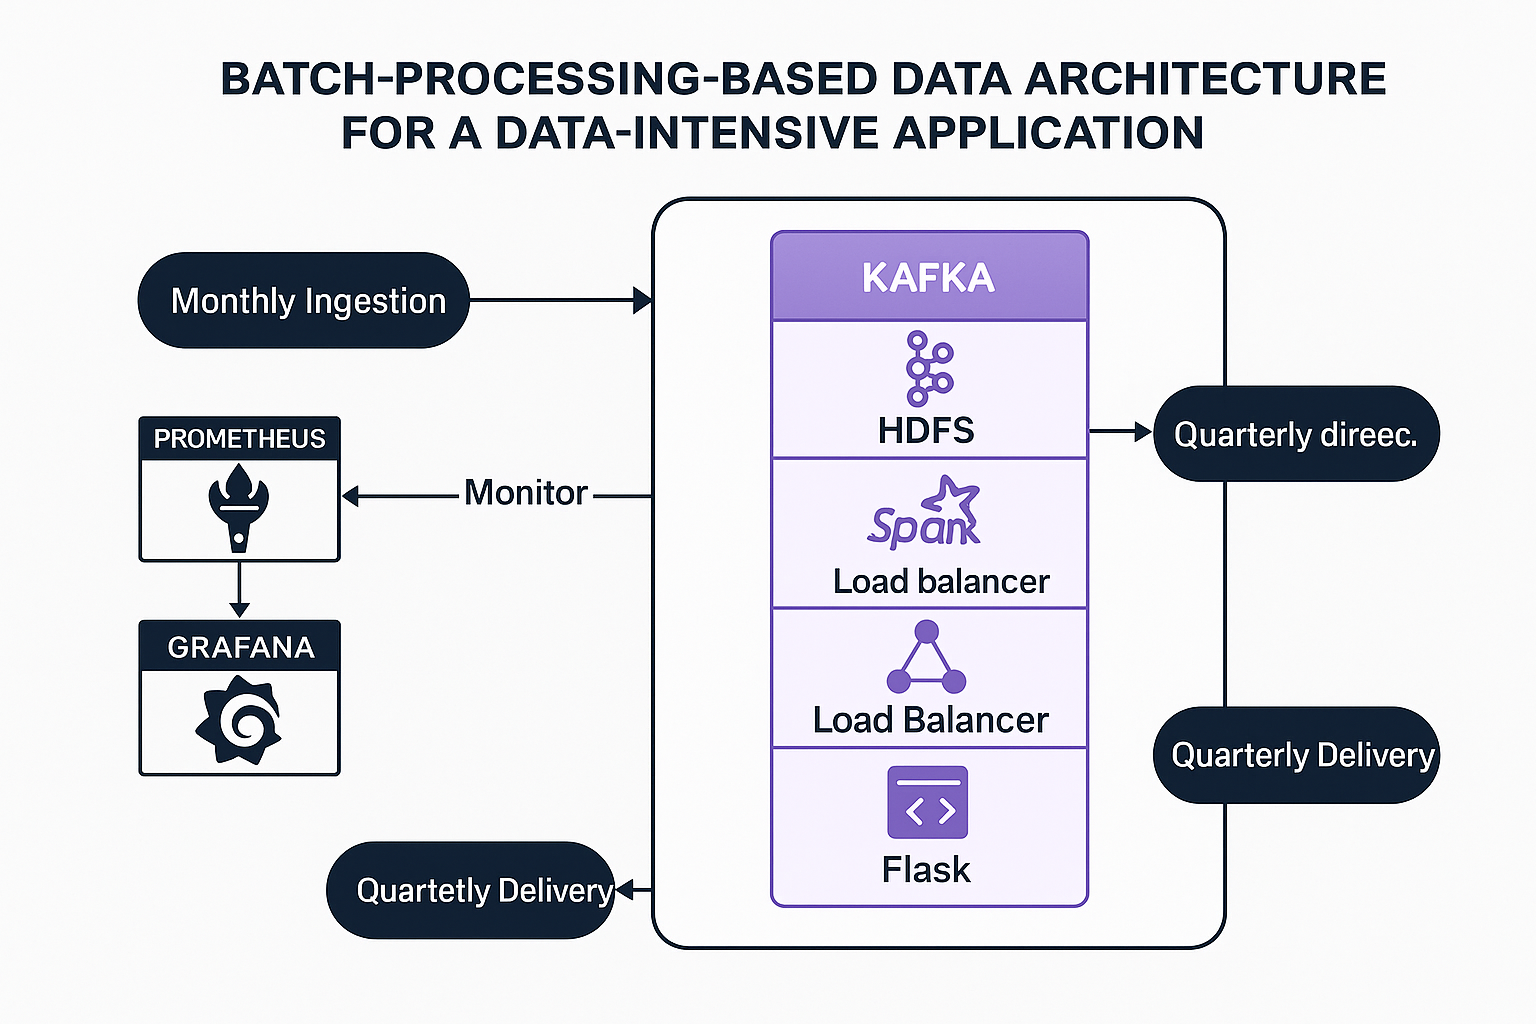 BATCH-PROCESSING-BASED DATA ARCHITECTURE
FOR A DATA-INTENSIVE APPLICATION
Monthly Ingestion
KAFKA
HDFS
Quarterly direec.
PROMETHEUS
Monitor
Spark
Load balancer
GRAFANA
Load Balancer
Quarterly Delivery
Flask
Quartetly Delivery